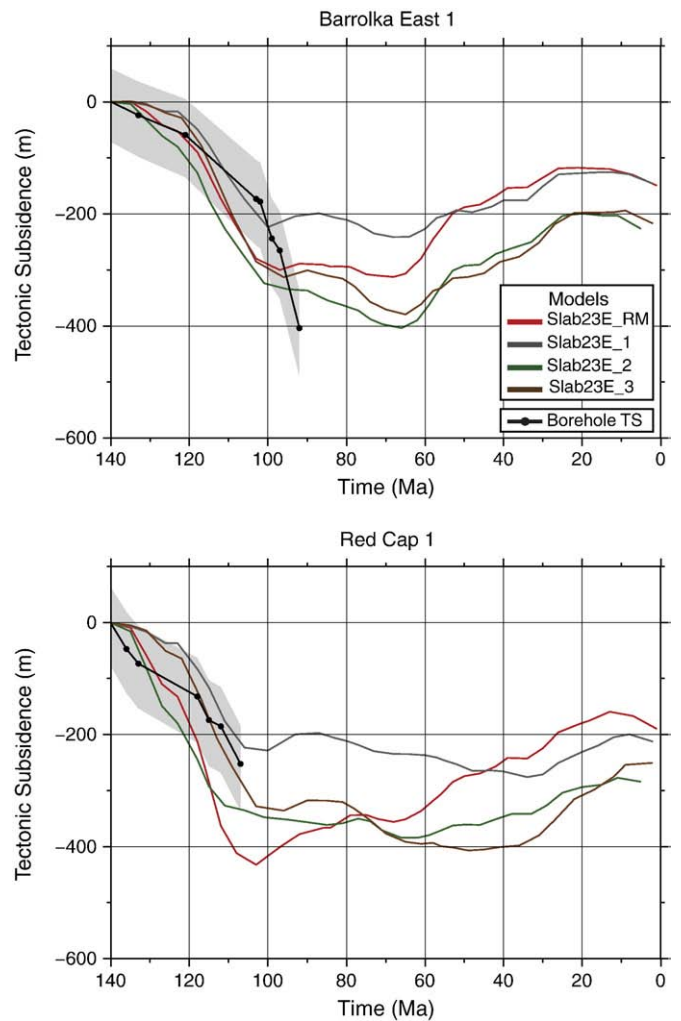 Barrolka East 1
Tectonic Subsidence (m)
0
−200
−400
−600
Models
Slab23E_RM
Slab23E_1
Slab23E_2
Slab23E_3
Borehole TS
140 120 100 80 60 40 20 0
Time (Ma)
Red Cap 1
Tectonic Subsidence (m)
0
−200
−400
−600
140 120 100 80 60 40 20 0
Time (Ma)